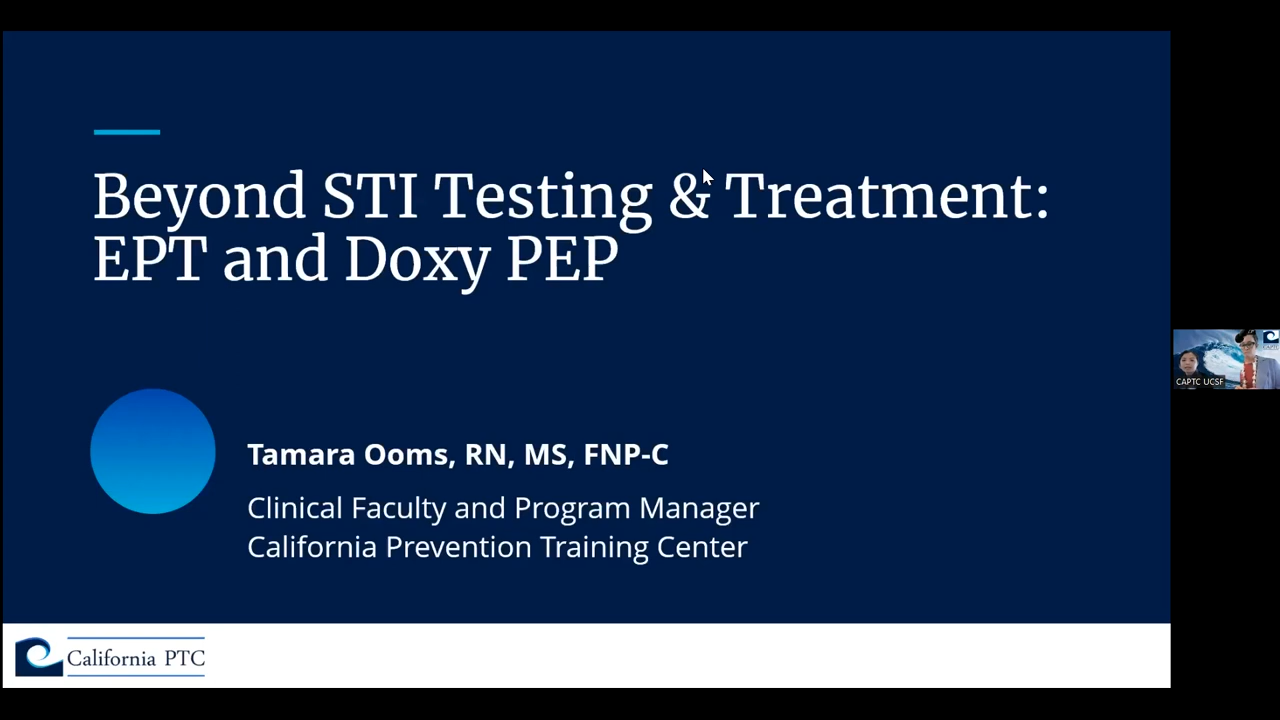 Beyond STI Testing & Treatment:
EPT and Doxy PEP
Tamara Ooms, RN, MS, FNP-C
Clinical Faculty and Program Manager
California Prevention Training Center
California PTC
CAPTC UCSF